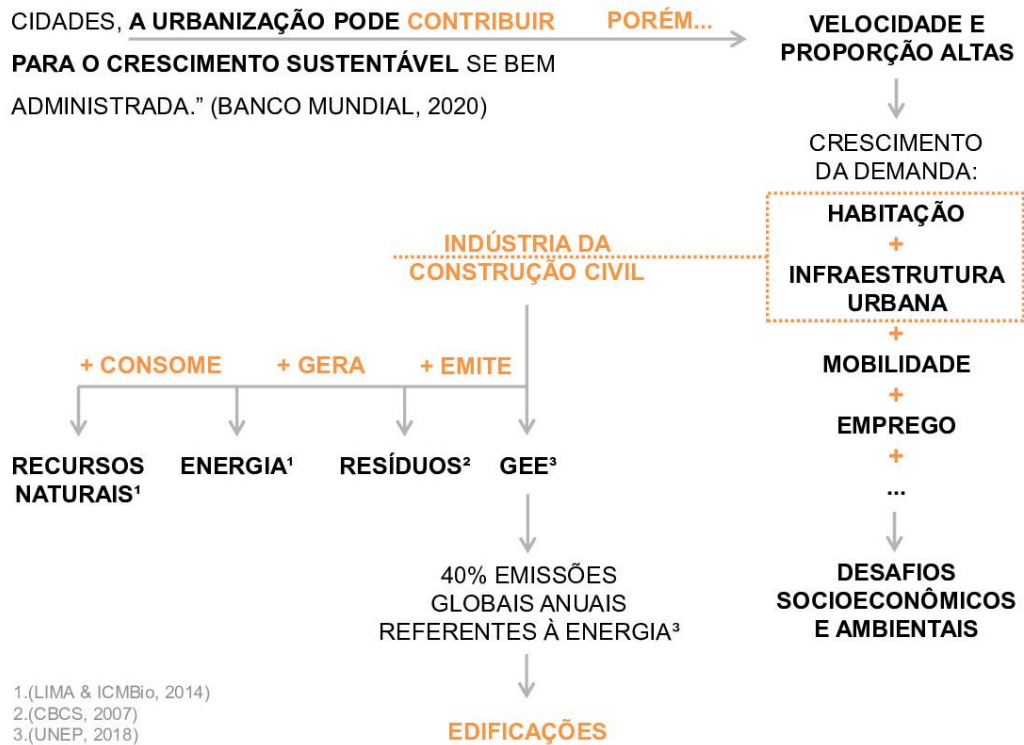 CIDADES, A URBANIZAÇÃO PODE CONTRIBUIR
PARA O CRESCIMENTO SUSTENTÁVEL SE BEM
ADMINISTRADA.” (BANCO MUNDIAL, 2020)
PORÉM...
VELOCIDADE E
PROPORÇÃO ALTAS
CRESCIMENTO
DA DEMANDA:
HABITAÇÃO
+
INFRAESTRUTURA
URBANA
+
MOBILIDADE
+
EMPREGO
+
...
DESAFIOS
SOCIOECONÔMICOS
E AMBIENTAIS
INDÚSTRIA DA
CONSTRUÇÃO CIVIL
+ CONSOME
+ GERA
+ EMITE
RECURSOS
NATURAIS¹
ENERGIA¹
RESÍDUOS²
GEE³
40% EMISSÕES
GLOBAIS ANUAIS
REFERENTES À ENERGIA³
EDIFICAÇÕES
1.(LIMA & ICMBio, 2014)
2.(CBCS, 2007)
3.(UNEP, 2018)